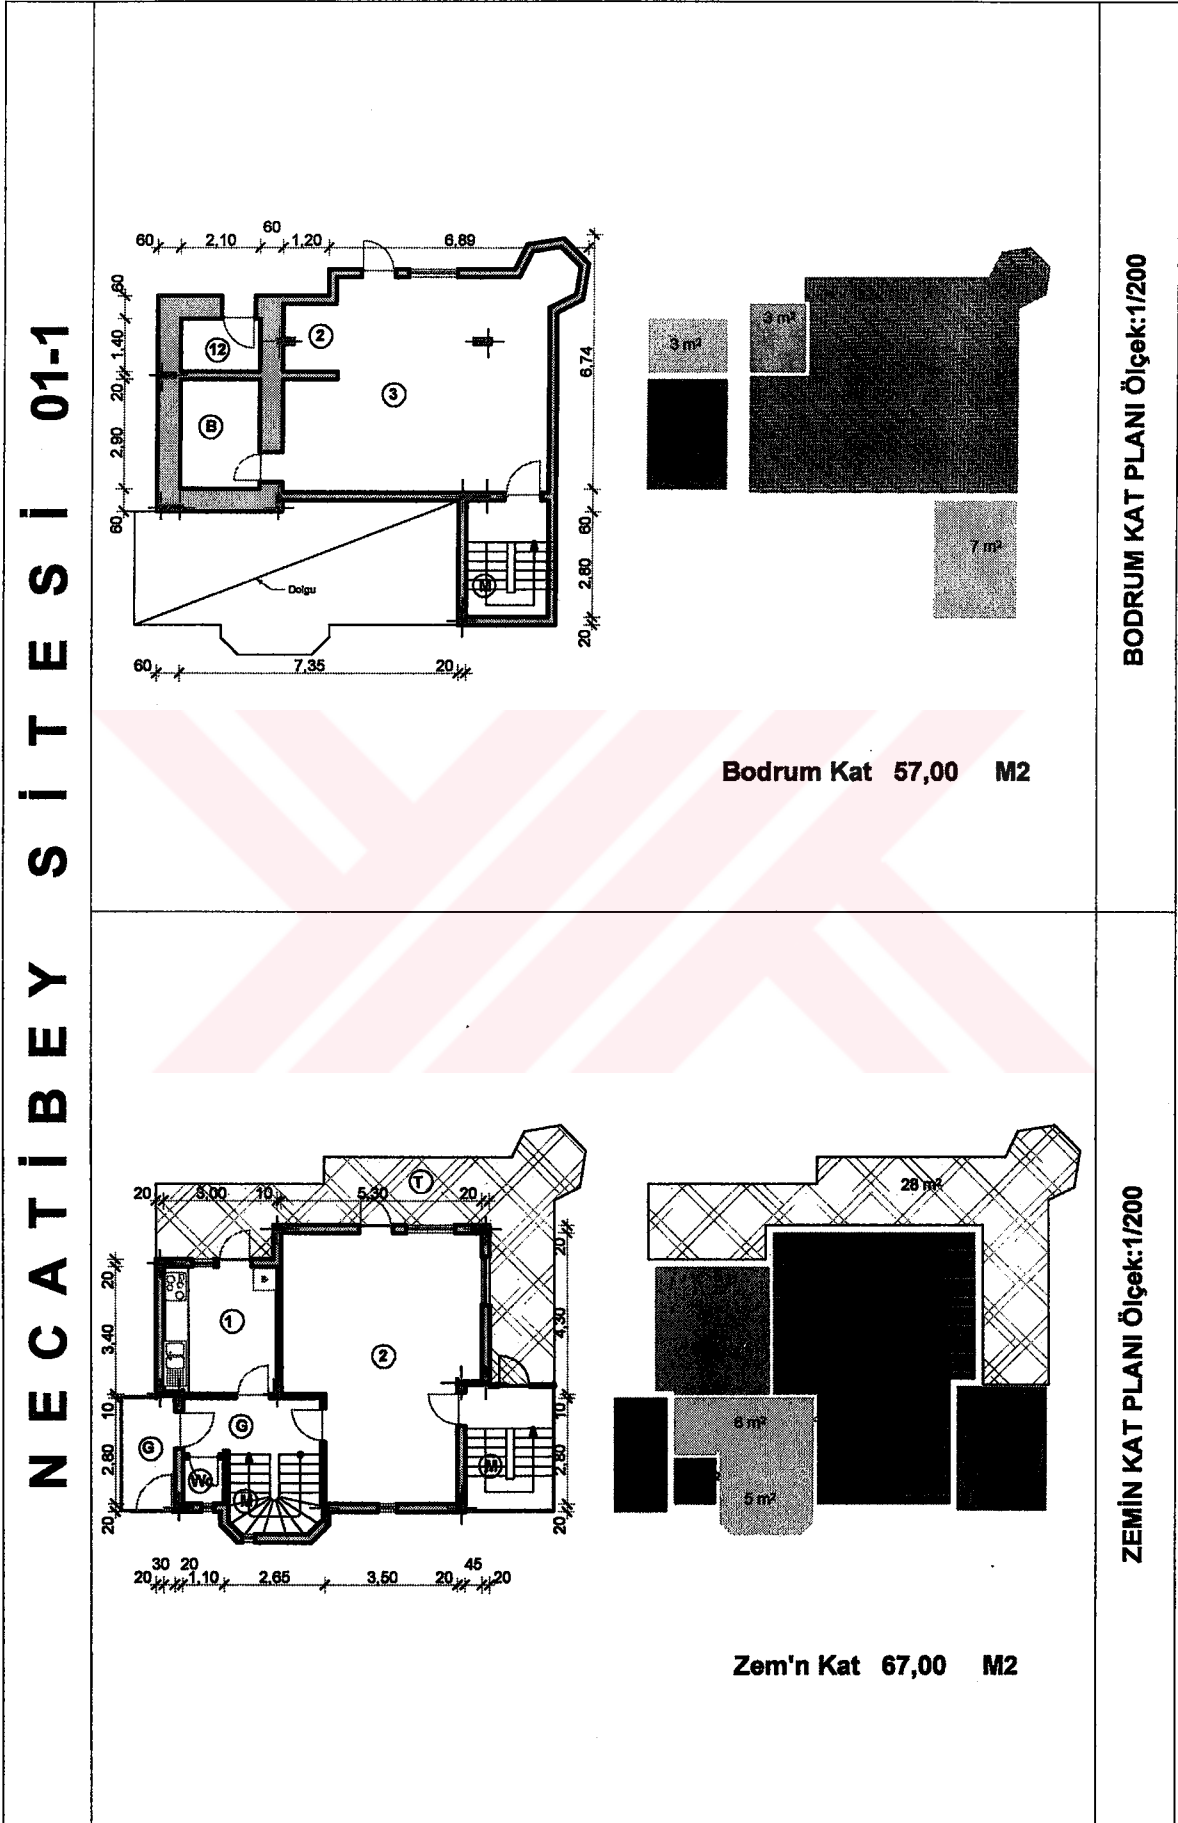 NECATİBEY SİTESİ 01-1
BODRUM KAT PLANI Ölçek:1/200
60 2,10 60 1,20 6,89
60
1,40
20
2,90
60
12
2
3
B
M
Dolgu
6,74
60
2,80
20
60 7,35 20
3 m²
3 m²
7 m²
Bodrum Kat 57,00 M2
ZEMİN KAT PLANI Ölçek:1/200
20 3,00 10 5,30 20
T
20
3,40
10
2,80
20
1
2
G
G
Wc
M
M
20
4,30
10
2,80
20
30 20 45
20 1,10 2,65 3,50 20 20
28 m²
6 m²
5 m²
Zem'n Kat 67,00 M2